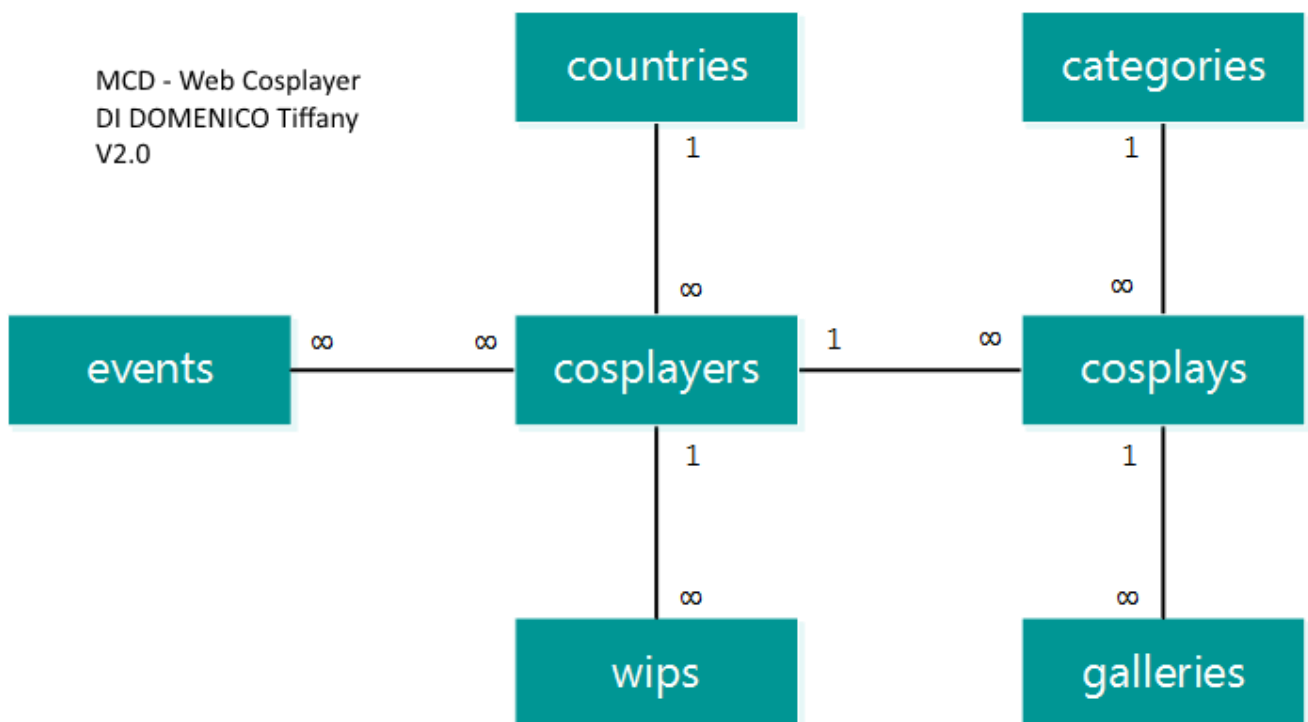 MCD - Web Cosplayer
DI DOMENICO Tiffany
V2.0
countries
categories
1
1
∞
∞
events
∞
∞
cosplayers
1
∞
cosplays
1
1
∞
∞
wips
galleries